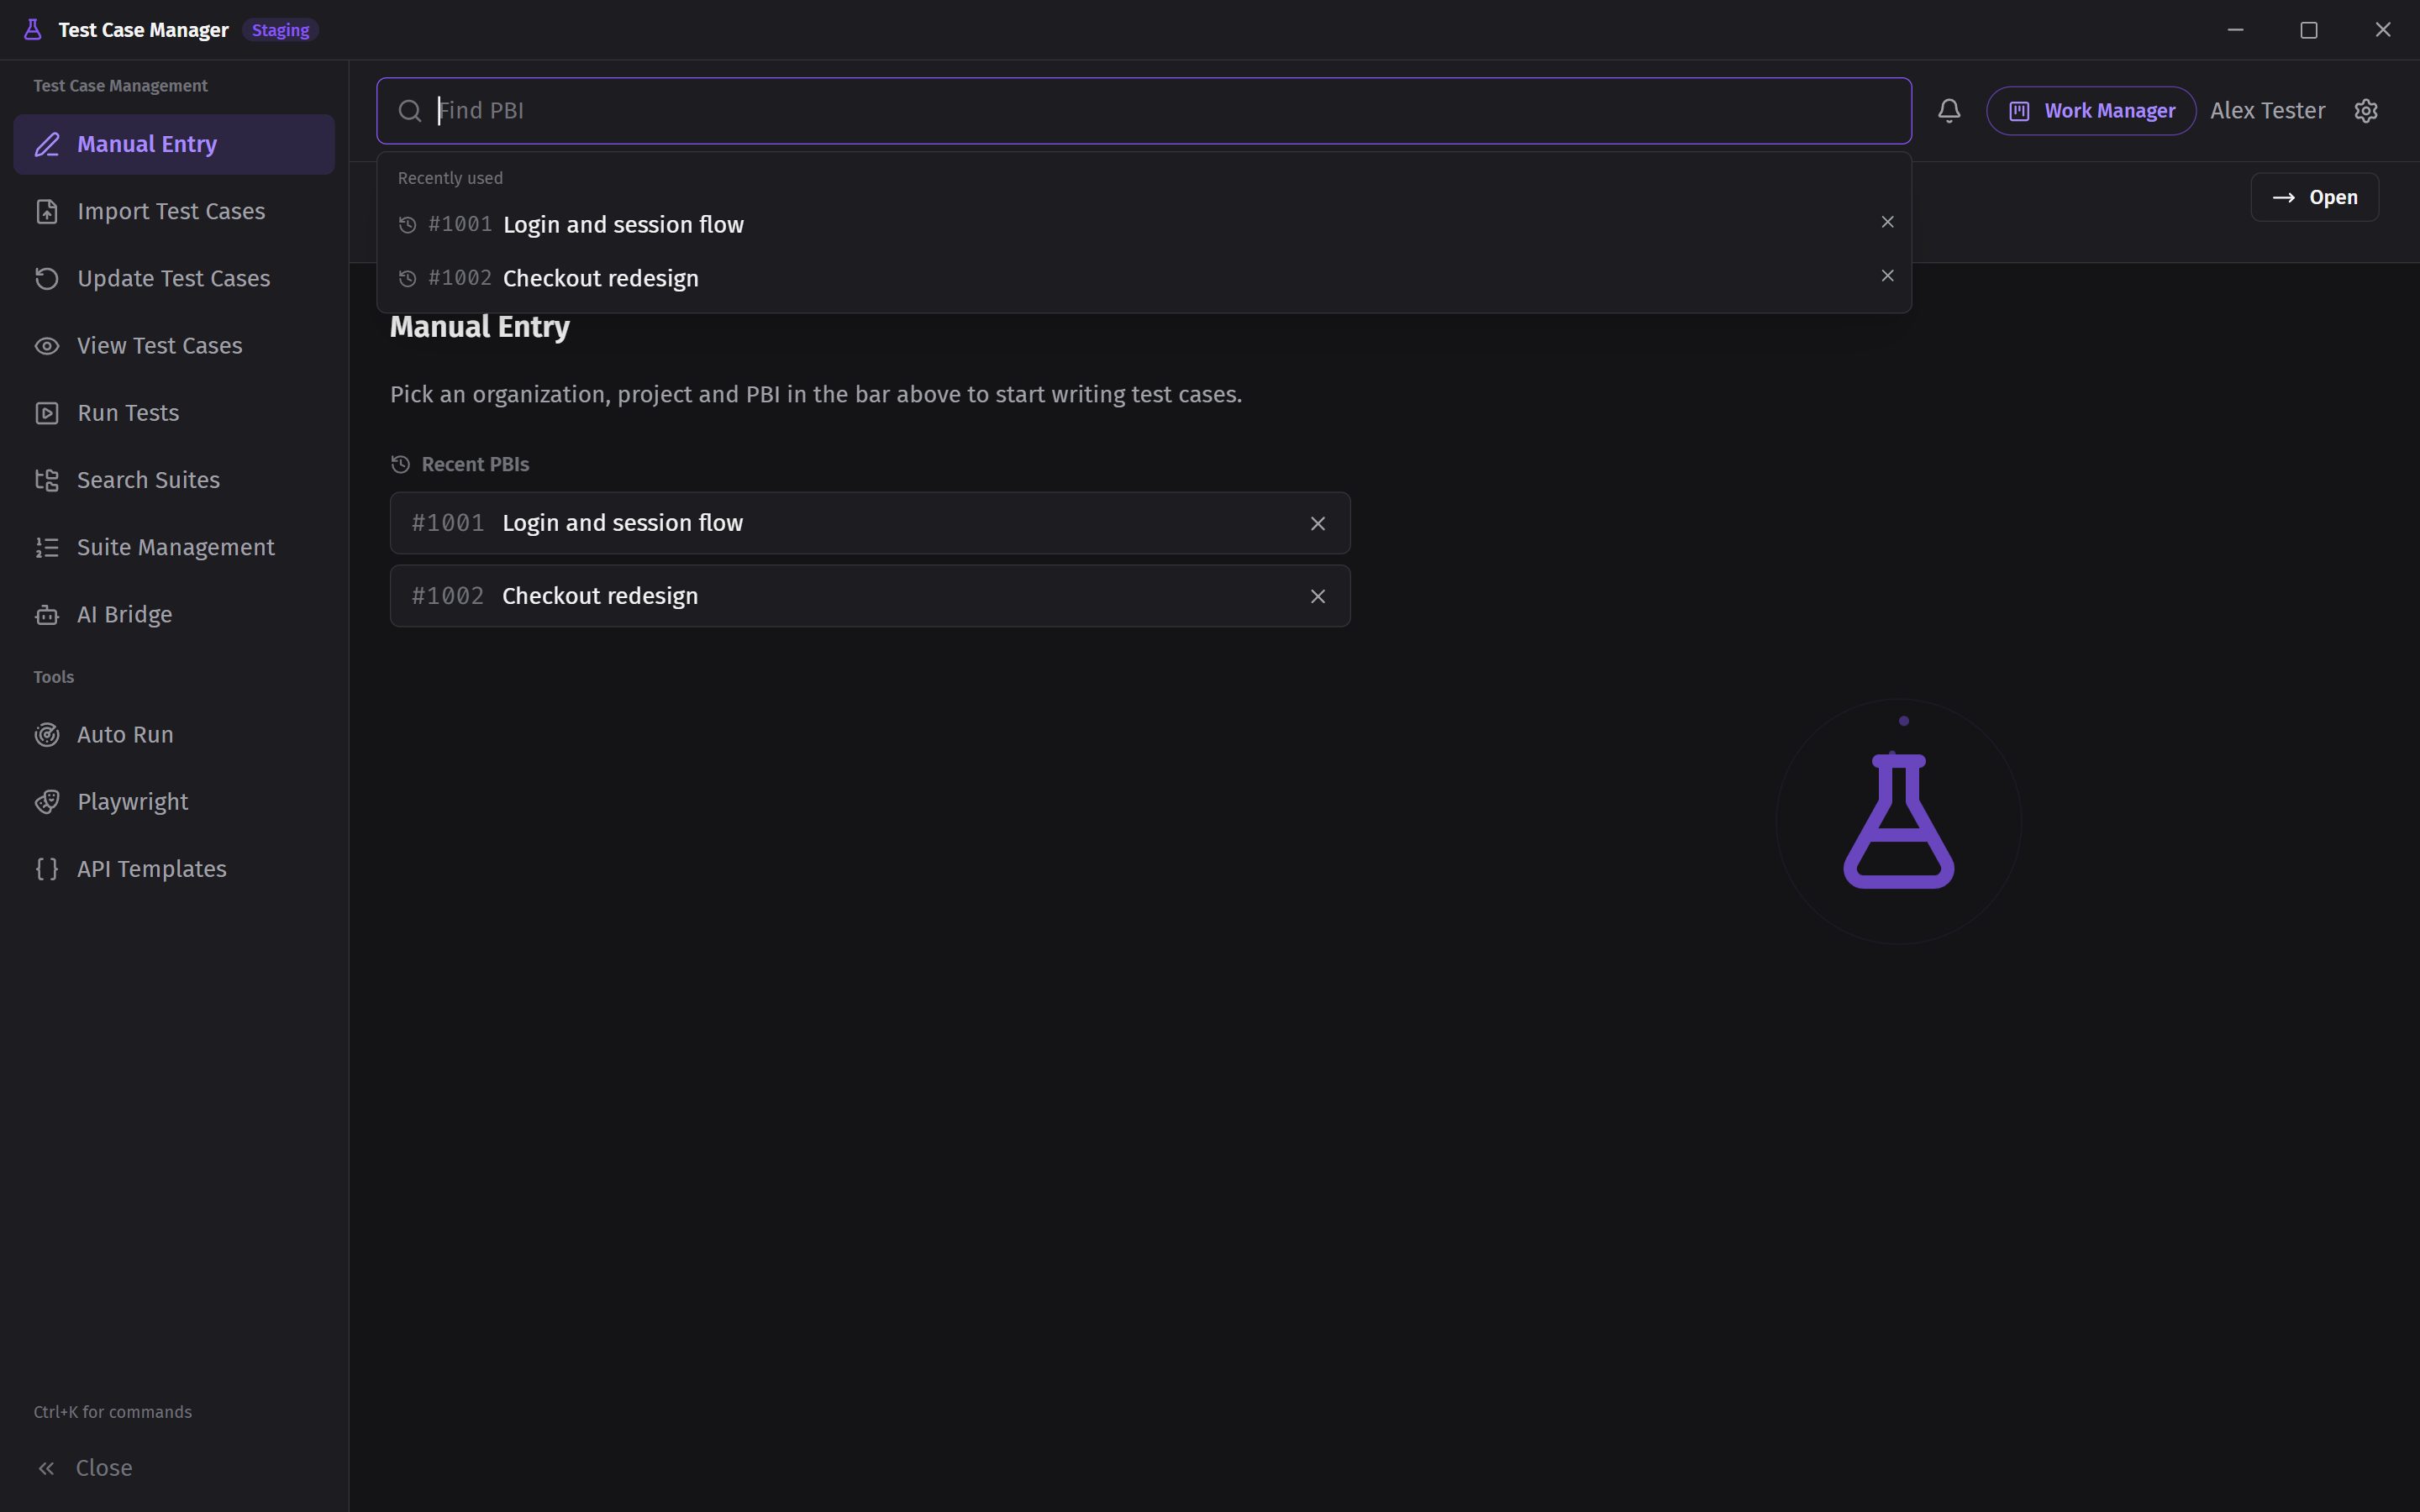 Test Case Manager Staging
Test Case Management
Manual Entry
Import Test Cases
Update Test Cases
View Test Cases
Run Tests
Search Suites
Suite Management
AI Bridge
Tools
Auto Run
Playwright
API Templates
Ctrl+K for commands
Close
Find PBI
Work Manager
Alex Tester
Recently used
#1001 Login and session flow
#1002 Checkout redesign
Open
Manual Entry
Pick an organization, project and PBI in the bar above to start writing test cases.
Recent PBIs
#1001 Login and session flow
#1002 Checkout redesign